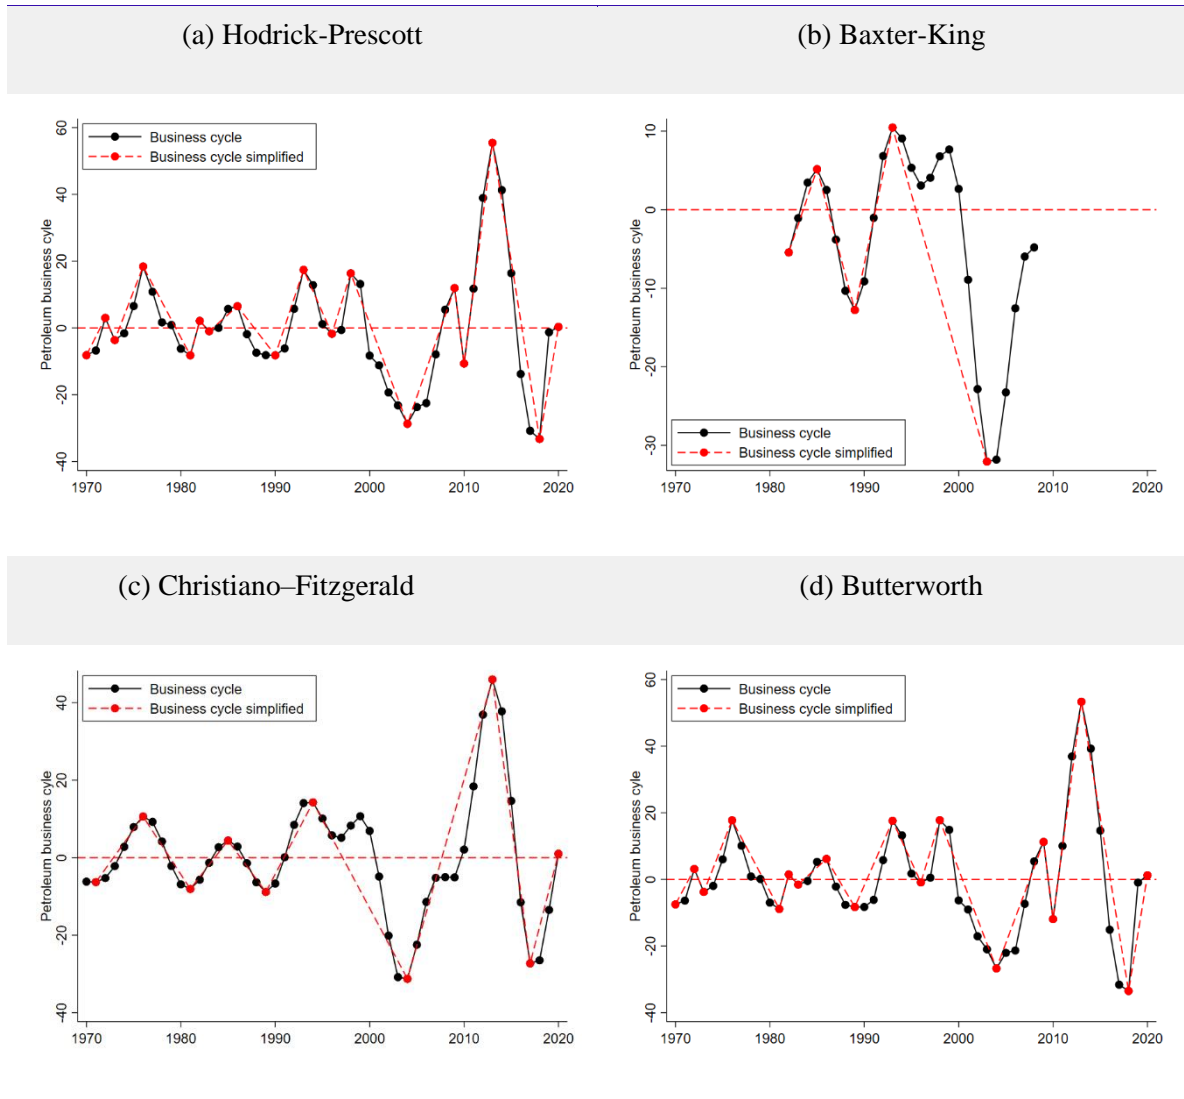 (a) Hodrick-Prescott
(b) Baxter-King
Petroleum business cyle
60
40
20
0
-20
-40
Business cycle
Business cycle simplified
1970 1980 1990 2000 2010 2020
Petroleum business cyle
10
0
-10
-20
-30
Business cycle
Business cycle simplified
1970 1980 1990 2000 2010 2020
(c) Christiano–Fitzgerald
(d) Butterworth
Petroleum business cyle
40
20
0
-20
-40
Business cycle
Business cycle simplified
1970 1980 1990 2000 2010 2020
Petroleum business cyle
60
40
20
0
-20
-40
Business cycle
Business cycle simplified
1970 1980 1990 2000 2010 2020